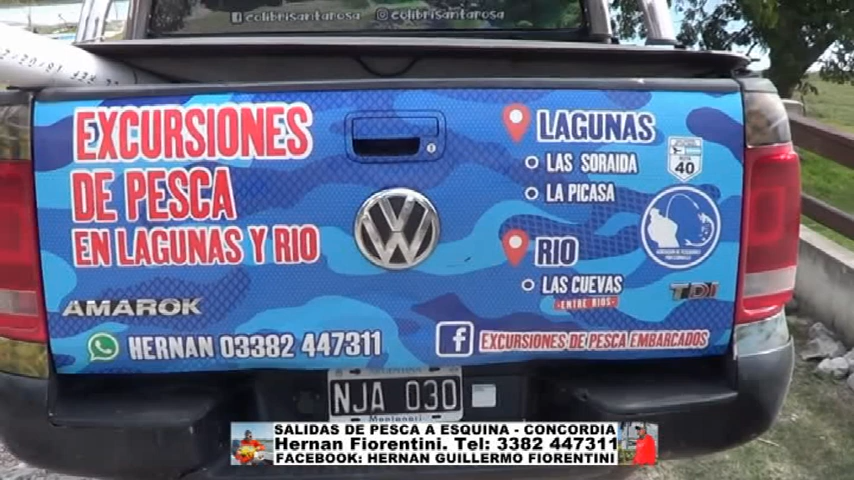 colibrisantarosa colibrisantarosa
EXCURSIONES
DE PESCA
EN LAGUNAS Y RIO
LAGUNAS
LAS SORAIDA
LA PICASA
RIO
LAS CUEVAS
-ENTRE RIOS-
40
AMAROK
TDI
HERNAN 03382 447311
EXCURSIONES DE PESCA EMBARCADOS
NJA 030
SALIDAS DE PESCA A ESQUINA - CONCORDIA
Hernan Fiorentini. Tel: 3382 447311
FACEBOOK: HERNAN GUILLERMO FIORENTINI